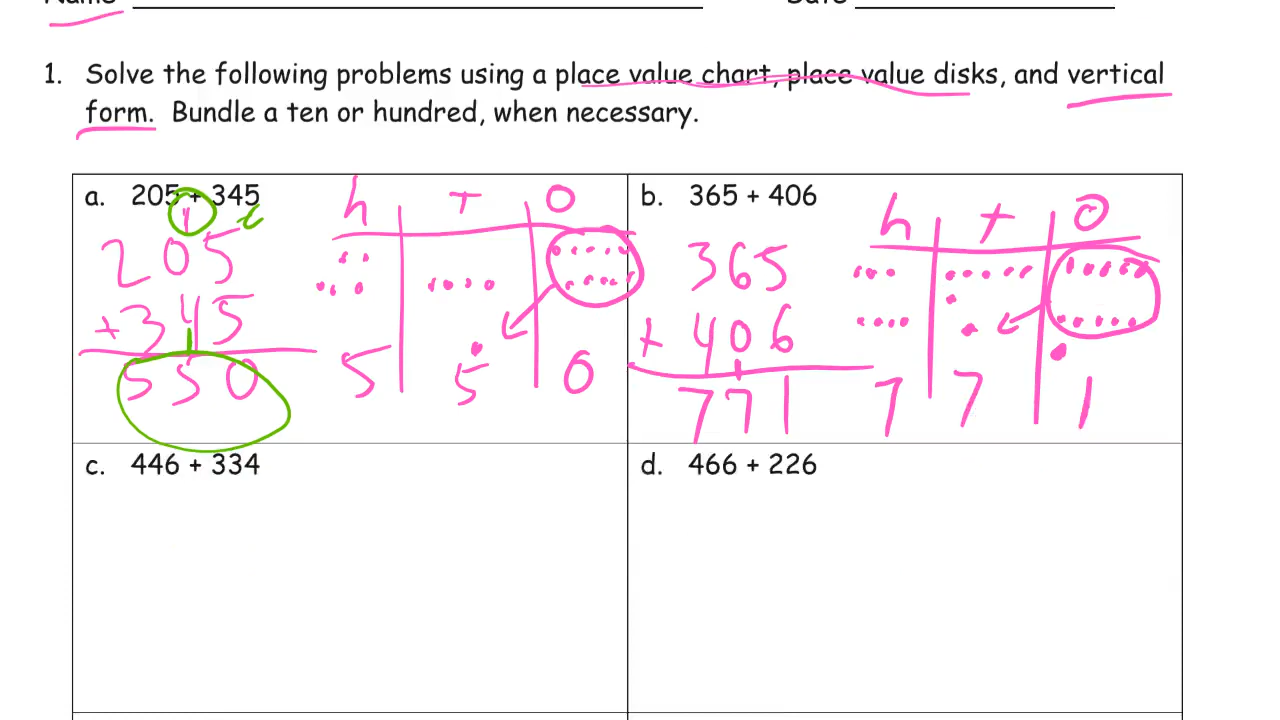 1. Solve the following problems using a place value chart, place value disks, and vertical
form. Bundle a ten or hundred, when necessary.
a. 205 + 345
h t o
1
205
+345
550
5 5 0
b. 365 + 406
h t o
365
+406
771
7 7 1
c. 446 + 334
d. 466 + 226